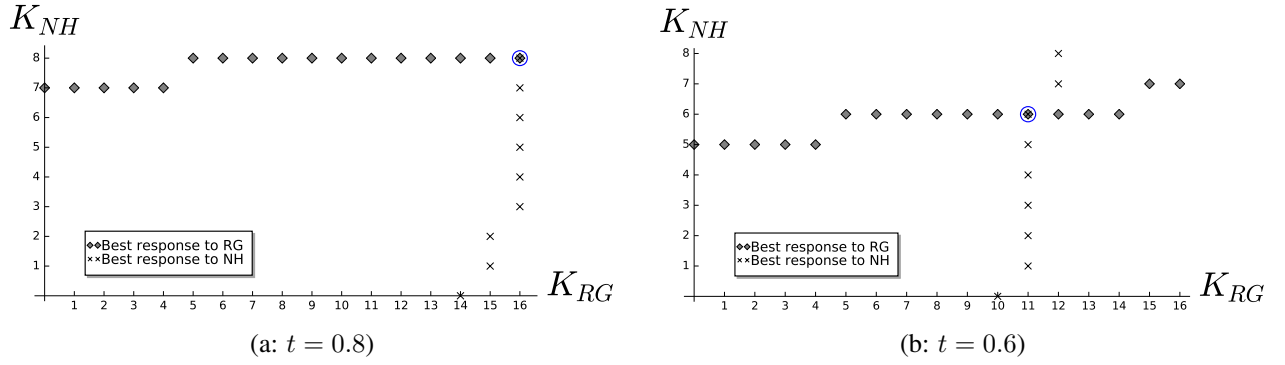 K_{NH}
8
7
6
5
4
3
2
1
Best response to RG
Best response to NH
1 2 3 4 5 6 7 8 9 10 11 12 13 14 15 16
K_{RG}
(a: t = 0.8)
K_{NH}
8
7
6
5
4
3
2
1
Best response to RG
Best response to NH
1 2 3 4 5 6 7 8 9 10 11 12 13 14 15 16
K_{RG}
(b: t = 0.6)